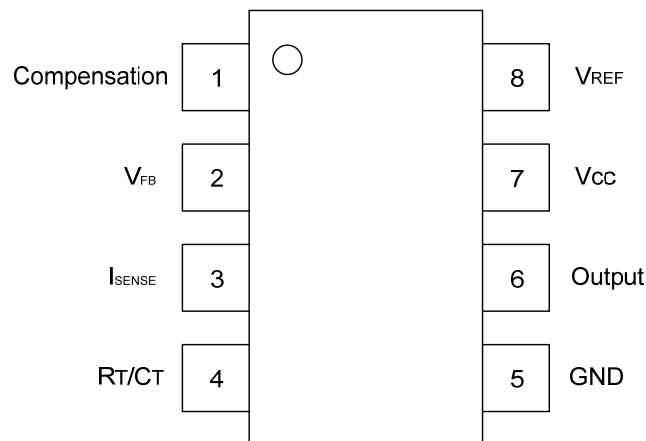 Compensation 1 8 VREF
VFB 2 7 VCC
ISENSE 3 6 Output
RT/CT 4 5 GND